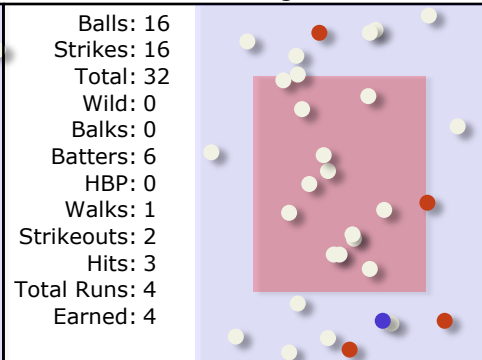 Balls: 16
Strikes: 16
Total: 32
Wild: 0
Balks: 0
Batters: 6
HBP: 0
Walks: 1
Strikeouts: 2
Hits: 3
Total Runs: 4
Earned: 4